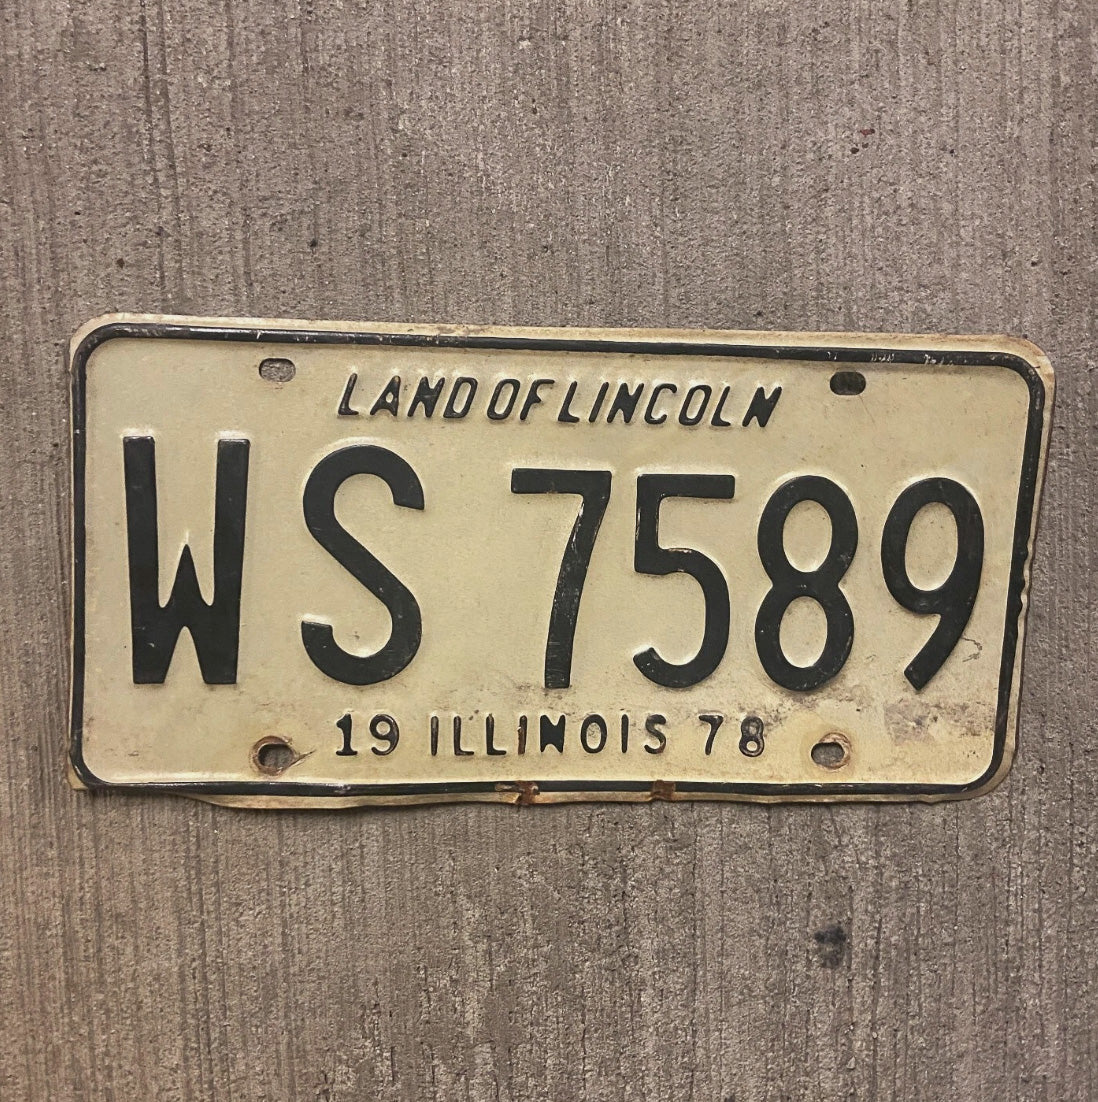 LAND OF LINCOLN
WS 7589
19 ILLINOIS 78